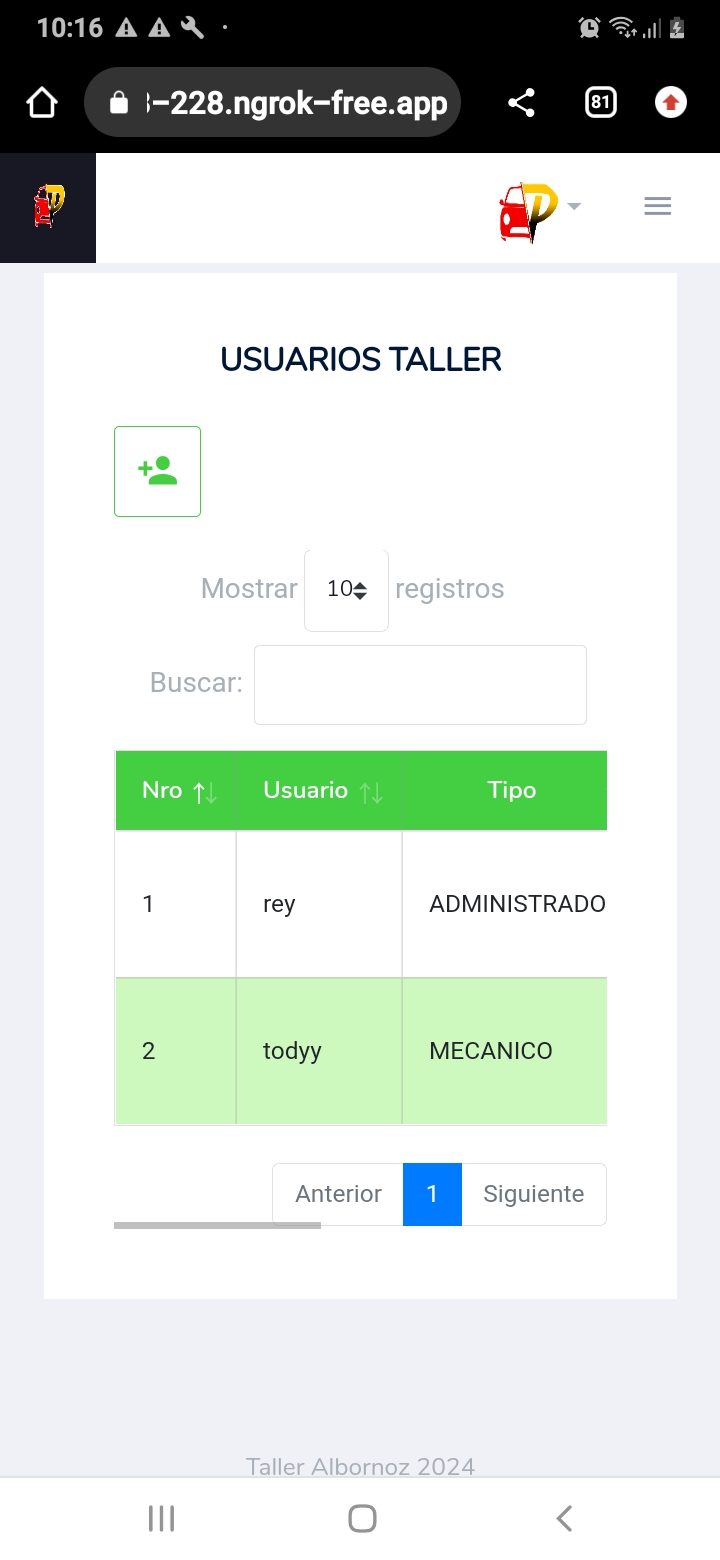 10:16
3-228.ngrok-free.app
81
USUARIOS TALLER
Mostrar 10 registros
Buscar:
Nro Usuario Tipo
1 rey ADMINISTRADO
2 todyy MECANICO
Anterior 1 Siguiente
Taller Albornoz 2024